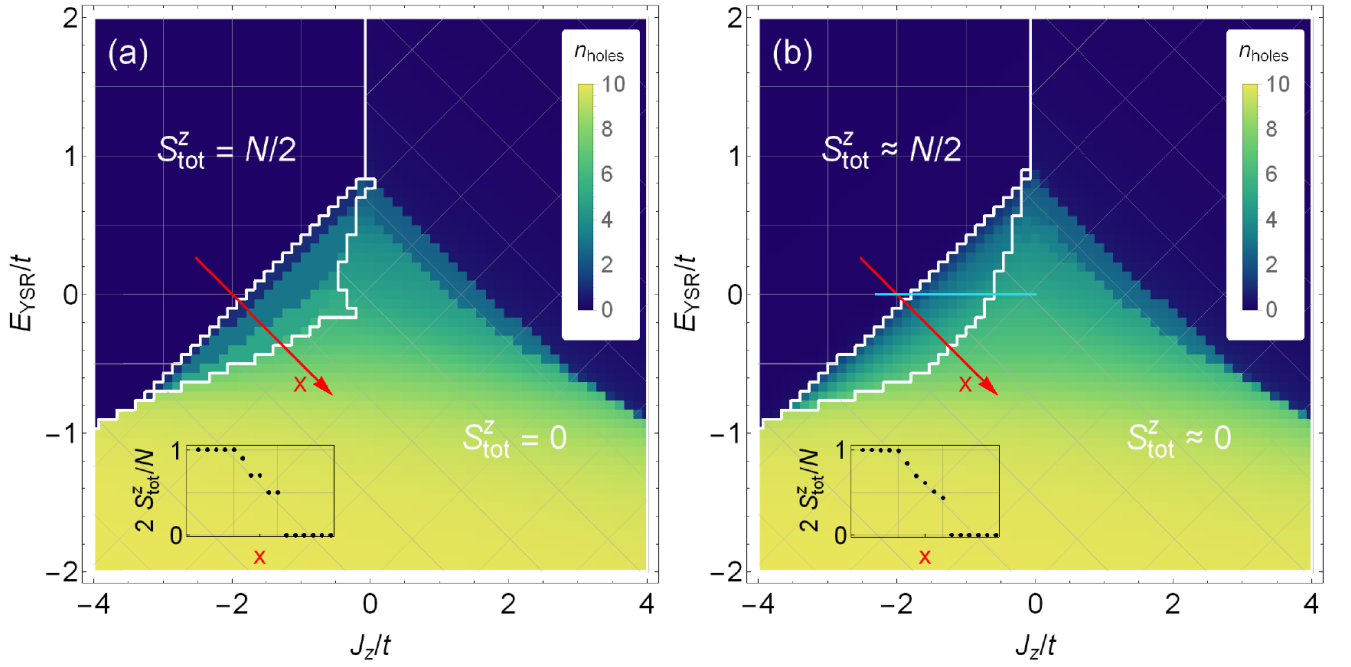 (a)
n_holes
10
8
6
4
2
0
S^z_tot = N/2
S^z_tot = 0
x
2 S^z_tot/N
1
0
x
E_YSR/t
2
1
0
−1
−2
−4
−2
0
2
4
J_z/t
(b)
n_holes
10
8
6
4
2
0
S^z_tot ≈ N/2
S^z_tot ≈ 0
x
2 S^z_tot/N
1
0
x
E_YSR/t
2
1
0
−1
−2
−4
−2
0
2
4
J_z/t